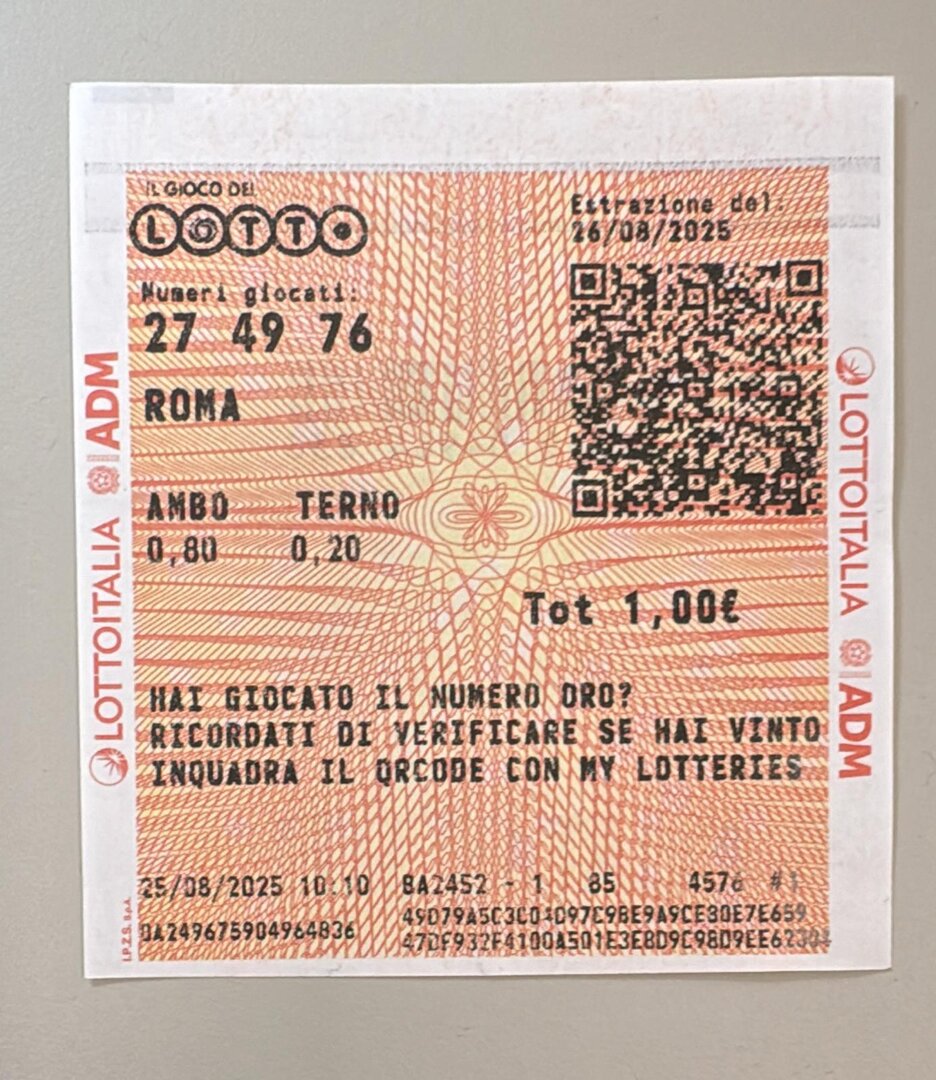 IL GIOCO DEL
LOTTO
Estrazione del:
26/08/2025
Numeri giocati:
27 49 76
ROMA
AMBO TERNO
0,80 0,20
Tot 1,00€
HAI GIOCATO IL NUMERO ORO?
RICORDATI DI VERIFICARE SE HAI VINTO
INQUADRA IL QRCODE CON MY LOTTERIES
25/08/2025 10:10 BA2452 - 1 85 4576 #1
0A249675904964836
LOTTOITALIA ADM
LOTTOITALIA ADM
I.P.Z.S. S.p.A.